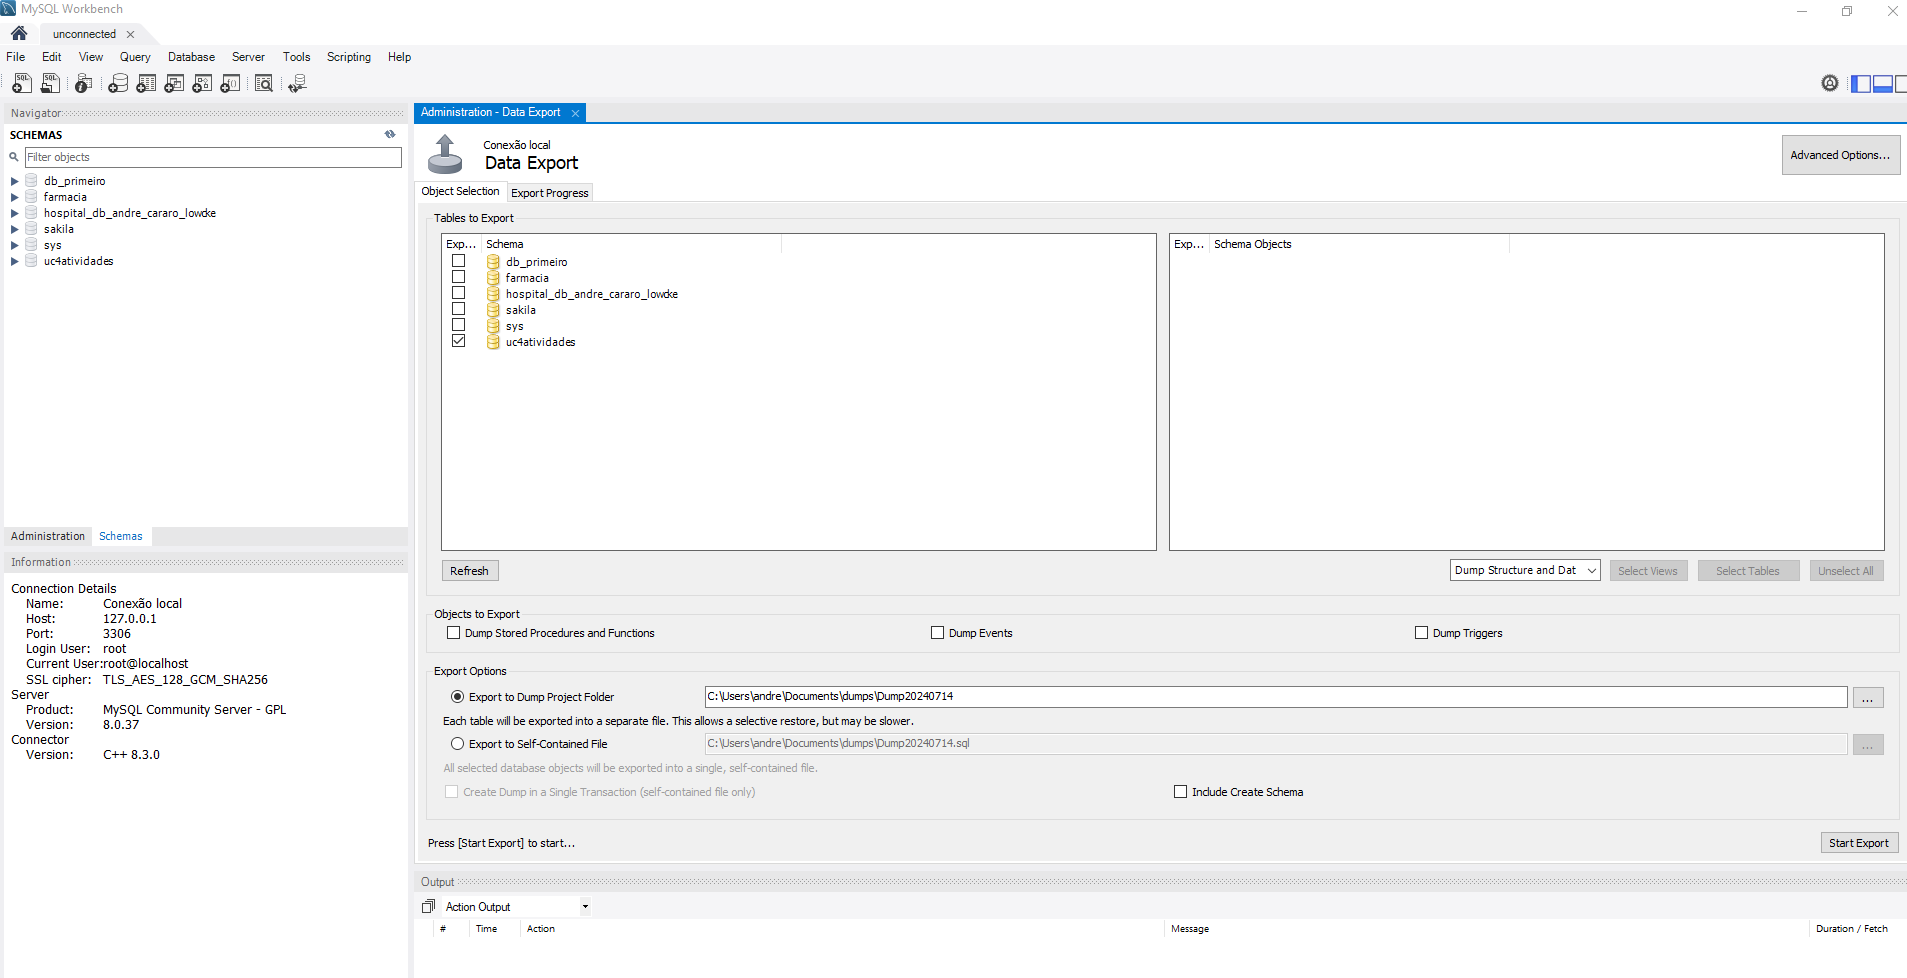 MySQL Workbench
unconnected
File Edit View Query Database Server Tools Scripting Help
Navigator
SCHEMAS
Filter objects
db_primeiro
farmacia
hospital_db_andre_cararo_lowcke
sakila
sys
uc4atividades
Administration Schemas
Information
Connection Details
Name: Conexão local
Host: 127.0.0.1
Port: 3306
Login User: root
Current User:root@localhost
SSL cipher: TLS_AES_128_GCM_SHA256
Server
Product: MySQL Community Server - GPL
Version: 8.0.37
Connector
Version: C++ 8.3.0
Administration - Data Export
Conexão local
Data Export
Advanced Options...
Object Selection Export Progress
Tables to Export
Exp... Schema
db_primeiro
farmacia
hospital_db_andre_cararo_lowcke
sakila
sys
uc4atividades
Exp... Schema Objects
Refresh
Dump Structure and Dat Select Views Select Tables Unselect All
Objects to Export
Dump Stored Procedures and Functions Dump Events Dump Triggers
Export Options
Export to Dump Project Folder C:\Users\andre\Documents\dumps\Dump20240714 ...
Each table will be exported into a separate file. This allows a selective restore, but may be slower.
Export to Self-Contained File C:\Users\andre\Documents\dumps\Dump20240714.sql ...
All selected database objects will be exported into a single, self-contained file.
Create Dump in a Single Transaction (self-contained file only) Include Create Schema
Press [Start Export] to start... Start Export
Output
Action Output
# Time Action Message Duration / Fetch